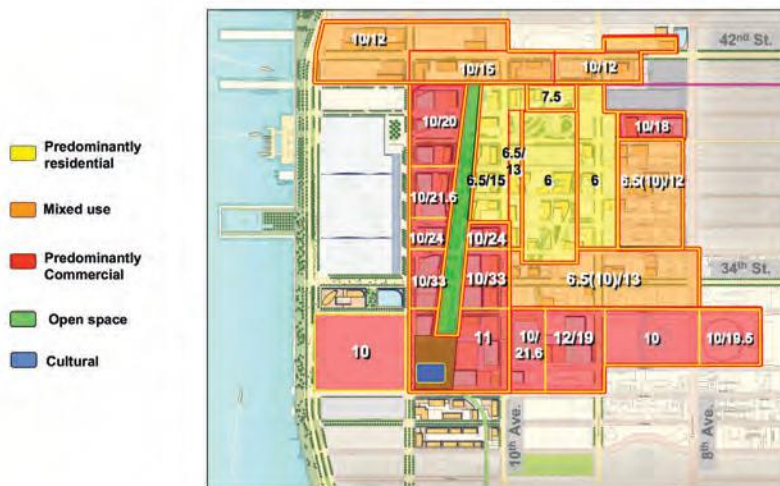 Predominantly
residential
Mixed use
Predominantly
Commercial
Open space
Cultural
42nd St.
10/12
10/15
10/12
7.5
10/20
10/18
6.5/
13
6.5/15
6
6
6.5(10)/12
10/21.6
10/24
10/24
34th St.
10/33
10/33
6.5(10)/13
10
11
10/
21.6
12/19
10
10/19.5
10th Ave.
8th Ave.